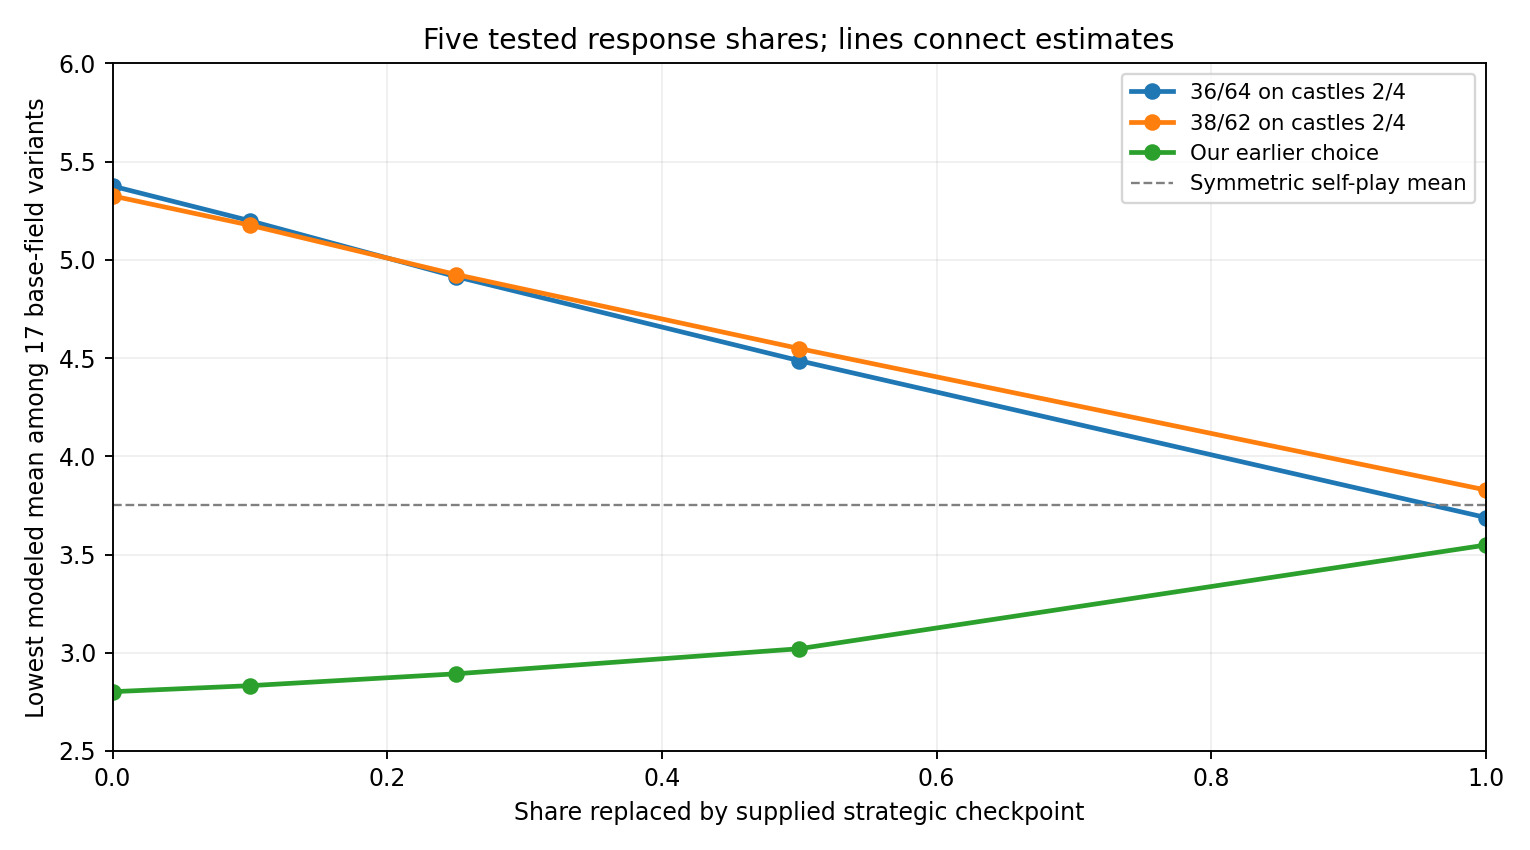 Five tested response shares; lines connect estimates
36/64 on castles 2/4
38/62 on castles 2/4
Our earlier choice
Symmetric self-play mean
Lowest modeled mean among 17 base-field variants
6.0
5.5
5.0
4.5
4.0
3.5
3.0
2.5
0.0
0.2
0.4
0.6
0.8
1.0
Share replaced by supplied strategic checkpoint